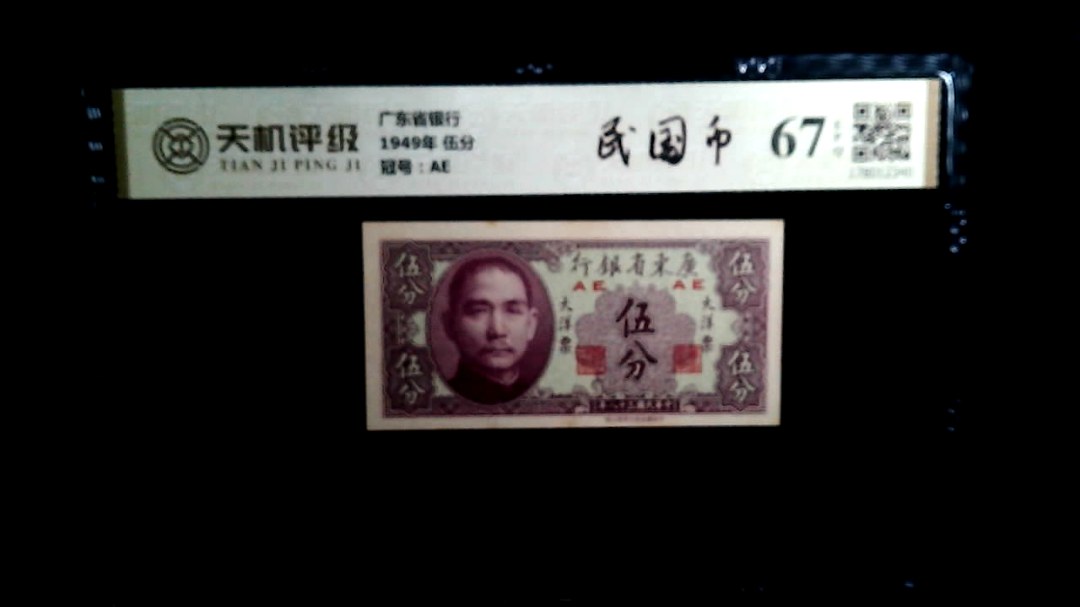 天机评级
TIAN JI PING JI
广东省银行
1949年 伍分
冠号：AE
民国币
67
行銀省東廣
AE AE
伍分
伍分
大洋票
伍分
大洋票
伍分
伍分